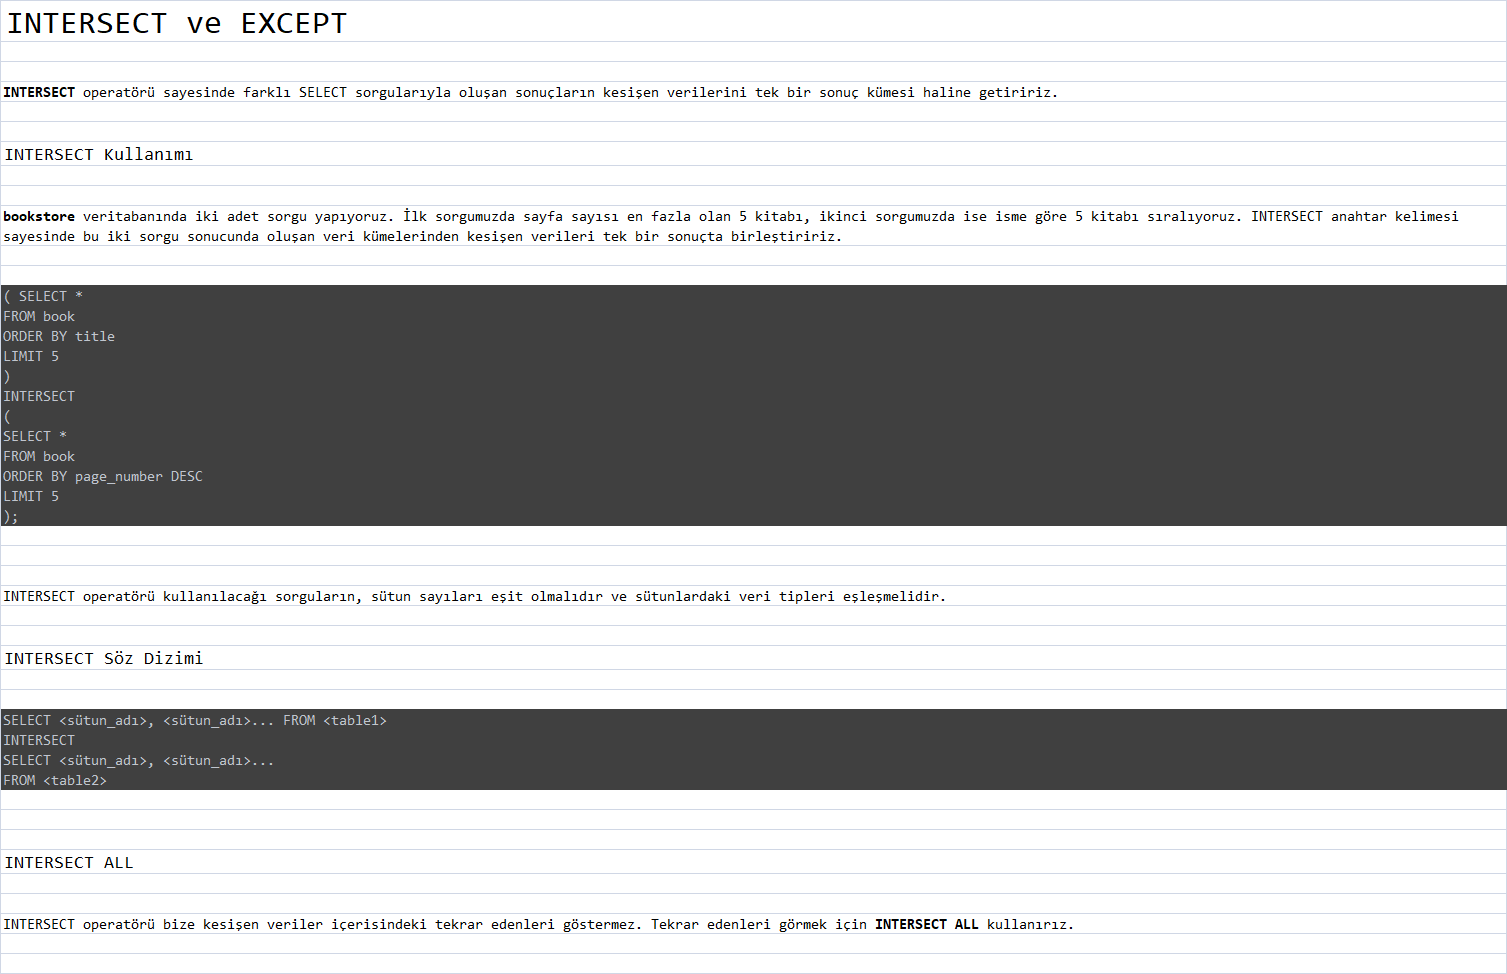 INTERSECT ve EXCEPT
INTERSECT operatörü sayesinde farklı SELECT sorgularıyla oluşan sonuçların kesişen verilerini tek bir sonuç kümesi haline getiririz.
INTERSECT Kullanımı
bookstore veritabanında iki adet sorgu yapıyoruz. İlk sorgumuzda sayfa sayısı en fazla olan 5 kitabı, ikinci sorgumuzda ise isme göre 5 kitabı sıralıyoruz. INTERSECT anahtar kelimesi
sayesinde bu iki sorgu sonucunda oluşan veri kümelerinden kesişen verileri tek bir sonuçta birleştiririz.
( SELECT *
FROM book
ORDER BY title
LIMIT 5
)
INTERSECT
(
SELECT *
FROM book
ORDER BY page_number DESC
LIMIT 5
);
INTERSECT operatörü kullanılacağı sorguların, sütun sayıları eşit olmalıdır ve sütunlardaki veri tipleri eşleşmelidir.
INTERSECT Söz Dizimi
SELECT <sütun_adı>, <sütun_adı>... FROM <table1>
INTERSECT
SELECT <sütun_adı>, <sütun_adı>...
FROM <table2>
INTERSECT ALL
INTERSECT operatörü bize kesişen veriler içerisindeki tekrar edenleri göstermez. Tekrar edenleri görmek için INTERSECT ALL kullanırız.